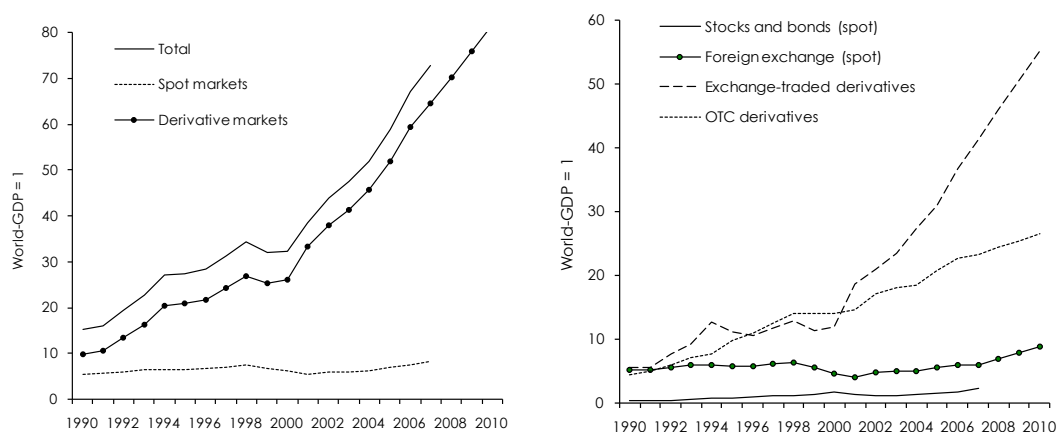 80
70
60
50
40
30
20
10
0
World-GDP = 1
Total
Spot markets
Derivative markets
1990 1992 1994 1996 1998 2000 2002 2004 2006 2008 2010
60
50
40
30
20
10
0
World-GDP = 1
Stocks and bonds (spot)
Foreign exchange (spot)
Exchange-traded derivatives
OTC derivatives
1990 1992 1994 1996 1998 2000 2002 2004 2006 2008 2010